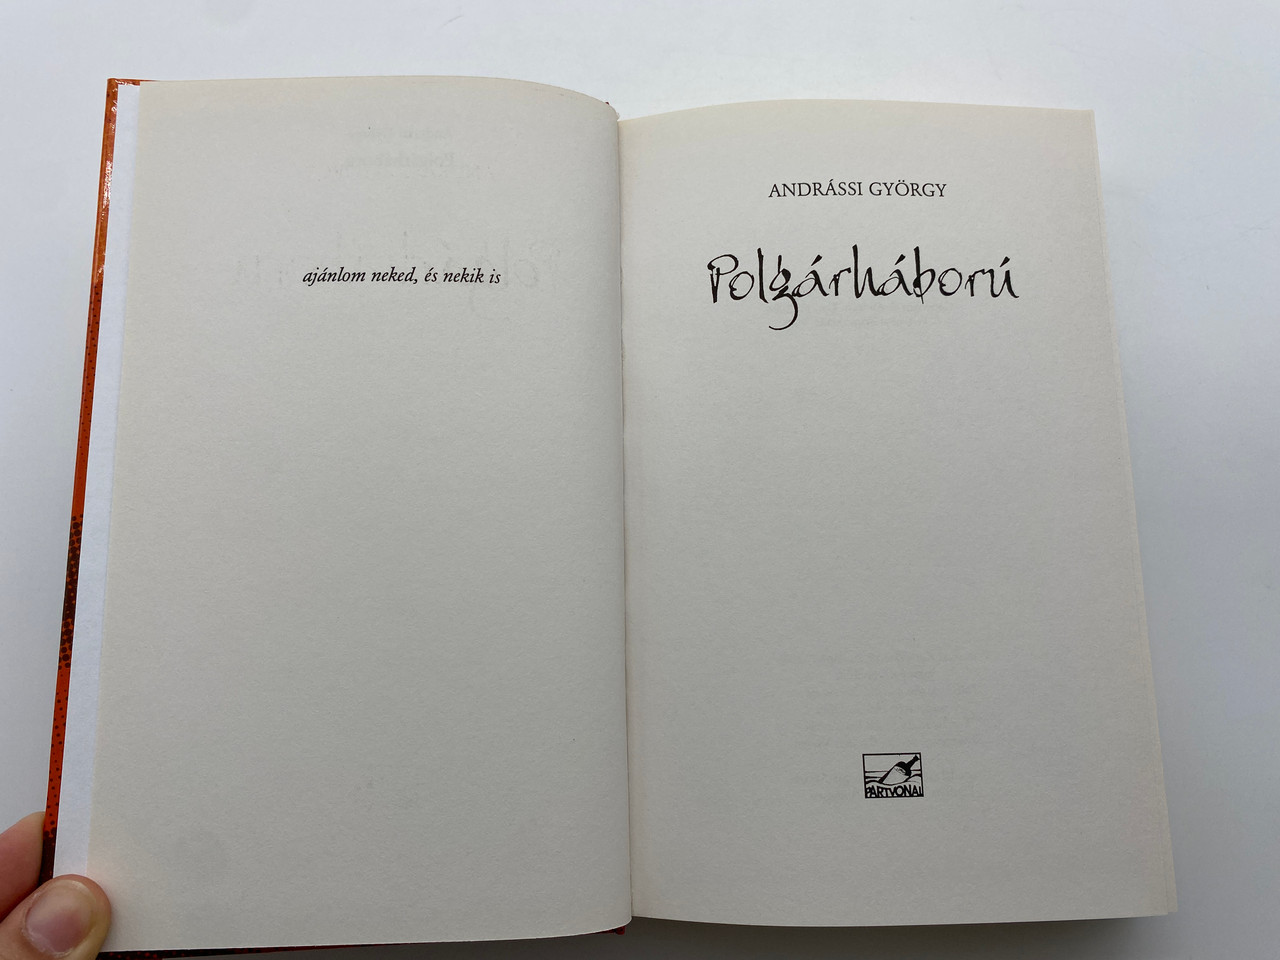 ajánlom neked, és nekik is
ANDRÁSSI GYÖRGY
Polgárháború
PARTVONAL